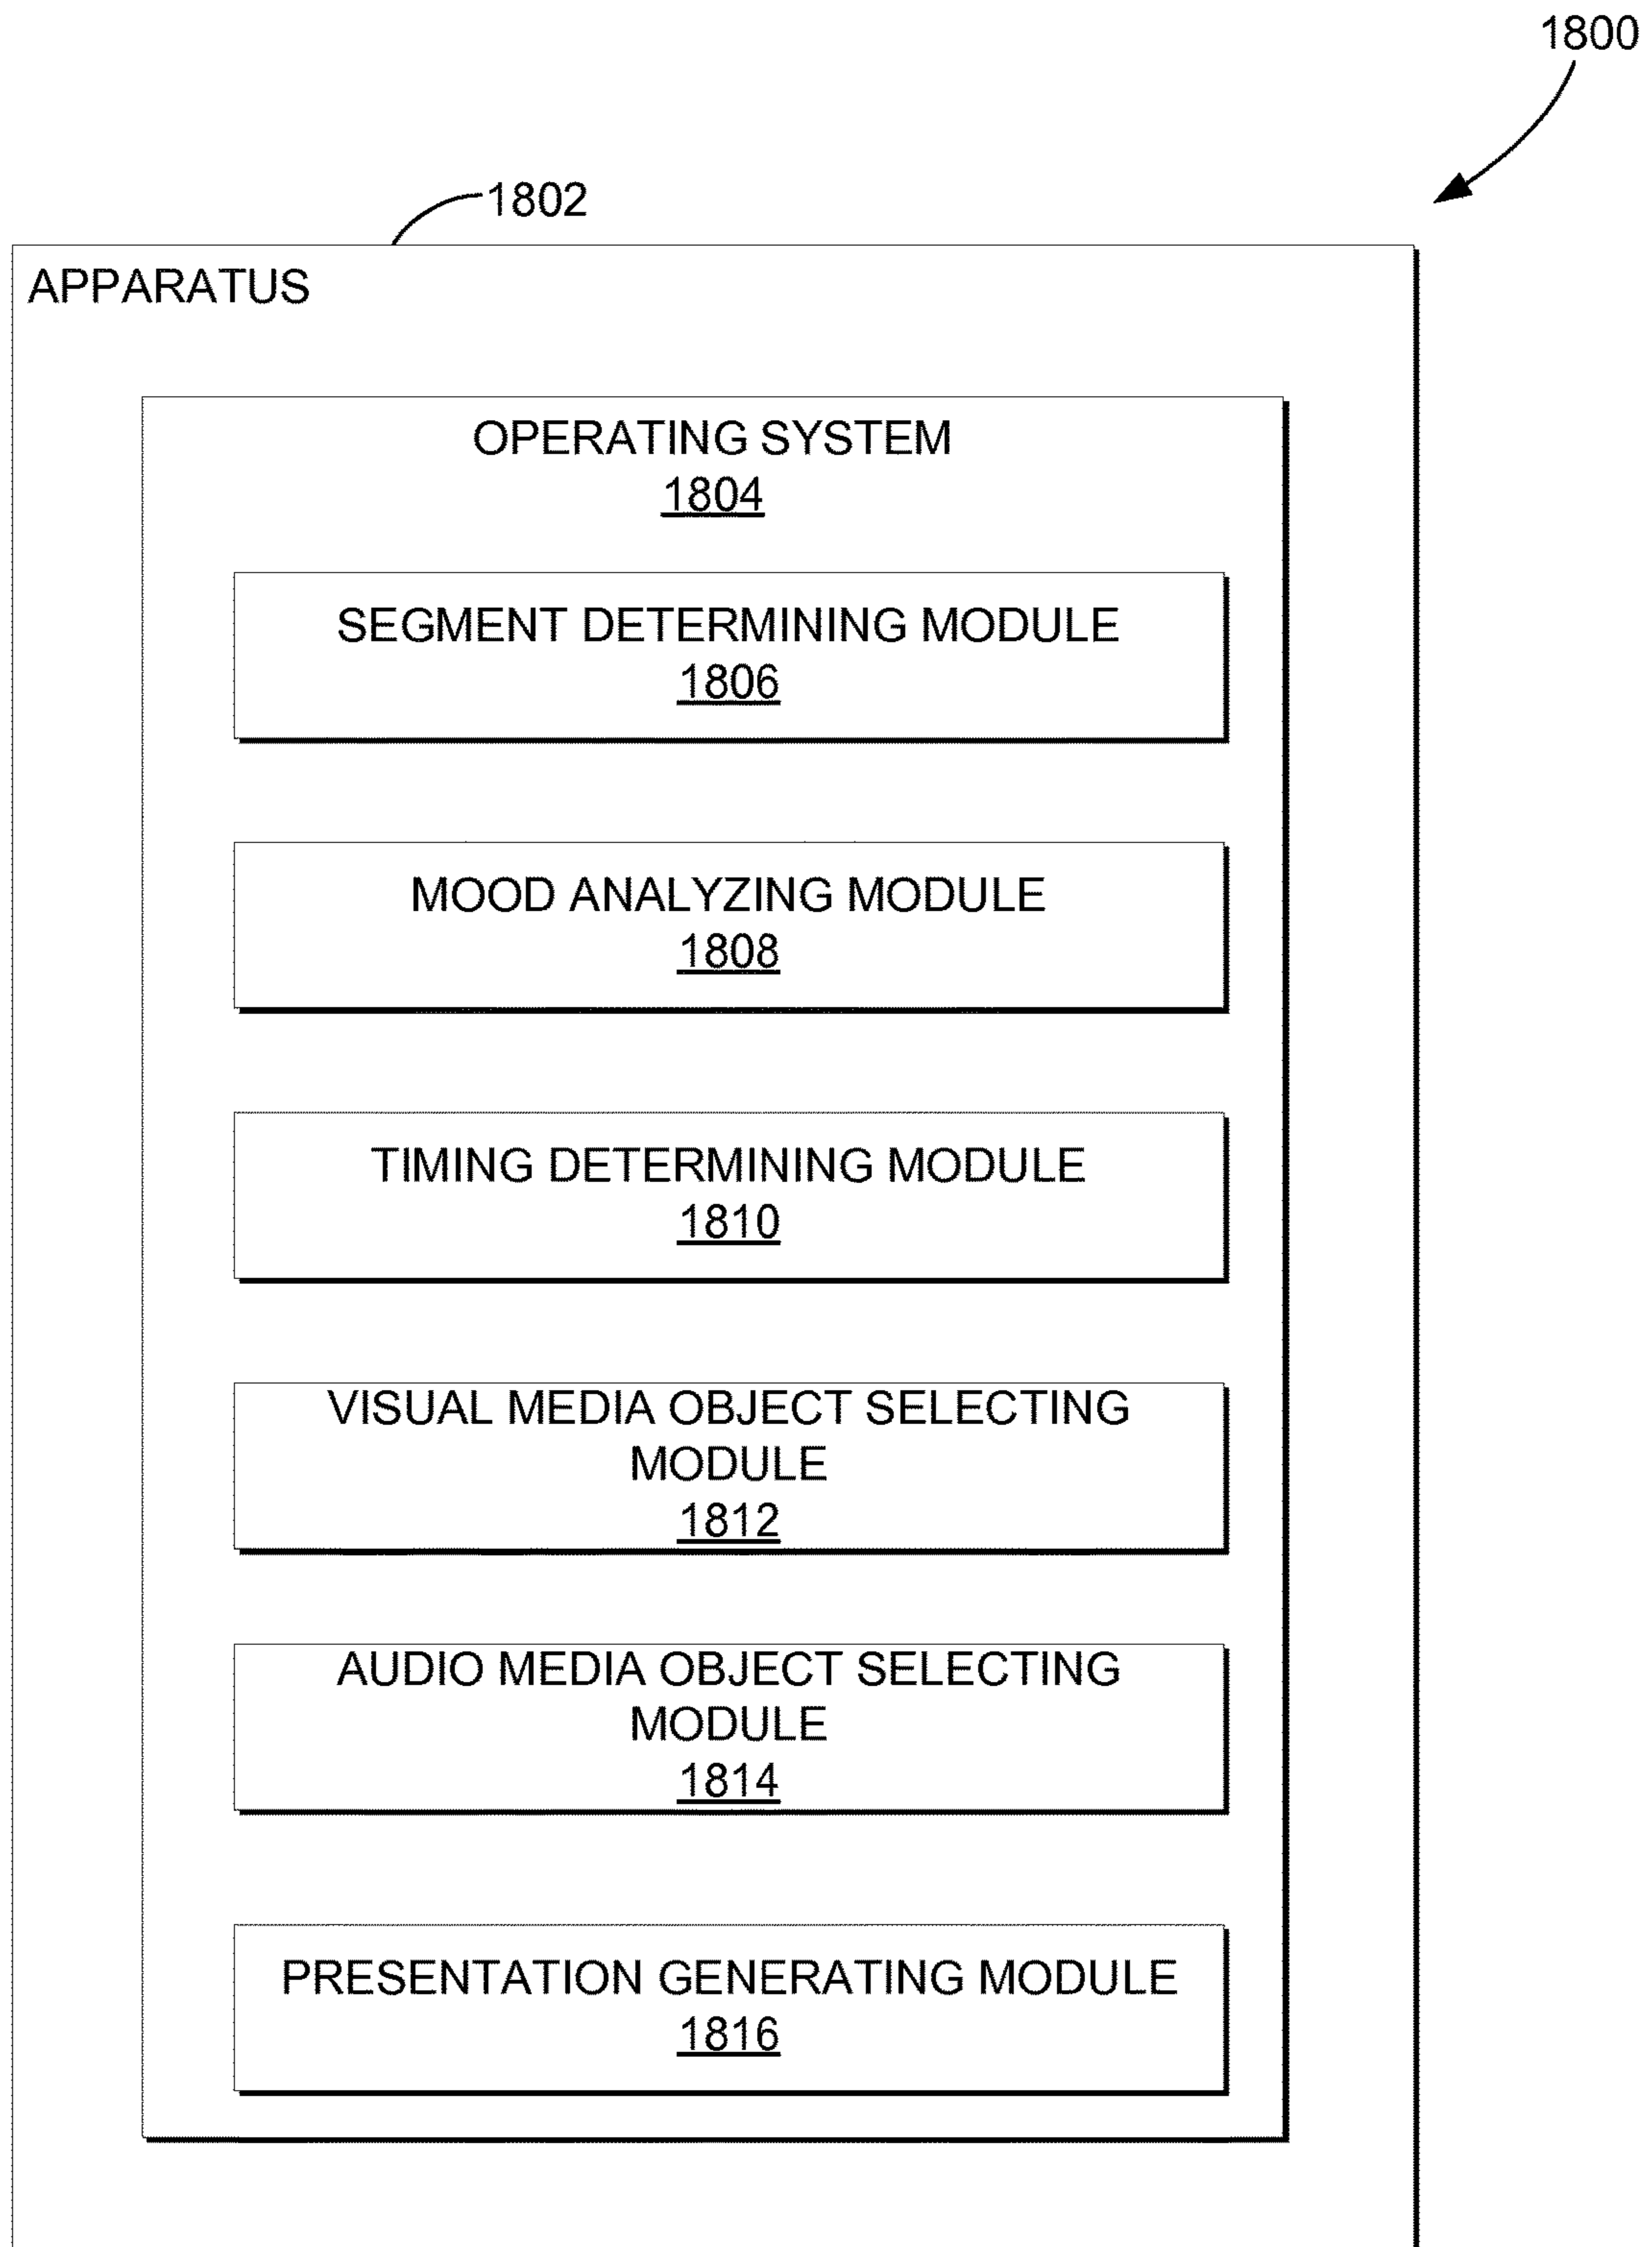 1800
1802
APPARATUS
OPERATING SYSTEM
1804
SEGMENT DETERMINING MODULE
1806
MOOD ANALYZING MODULE
1808
TIMING DETERMINING MODULE
1810
VISUAL MEDIA OBJECT SELECTING
MODULE
1812
AUDIO MEDIA OBJECT SELECTING
MODULE
1814
PRESENTATION GENERATING MODULE
1816